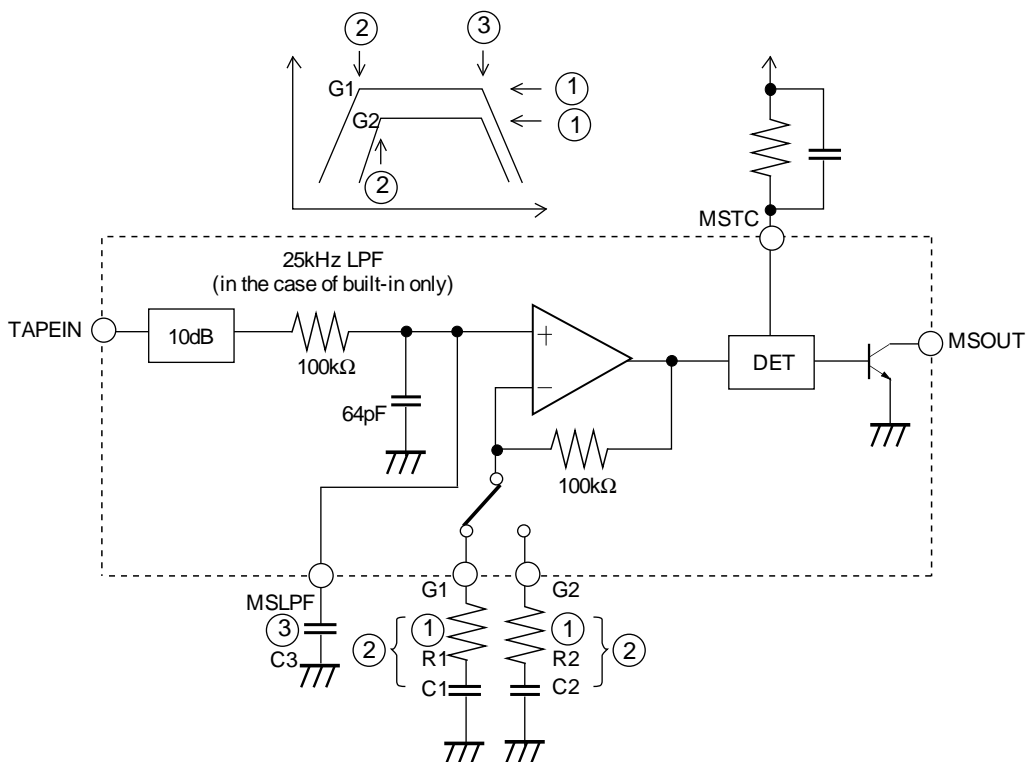 ② ③
G1 ①
G2 ①
②
MSTC
25kHz LPF
(in the case of built-in only)
TAPEIN
10dB
100kΩ
+
−
64pF
100kΩ
DET
MSOUT
G1 G2
MSLPF
③
C3
② ① ① ②
R1 R2
C1 C2